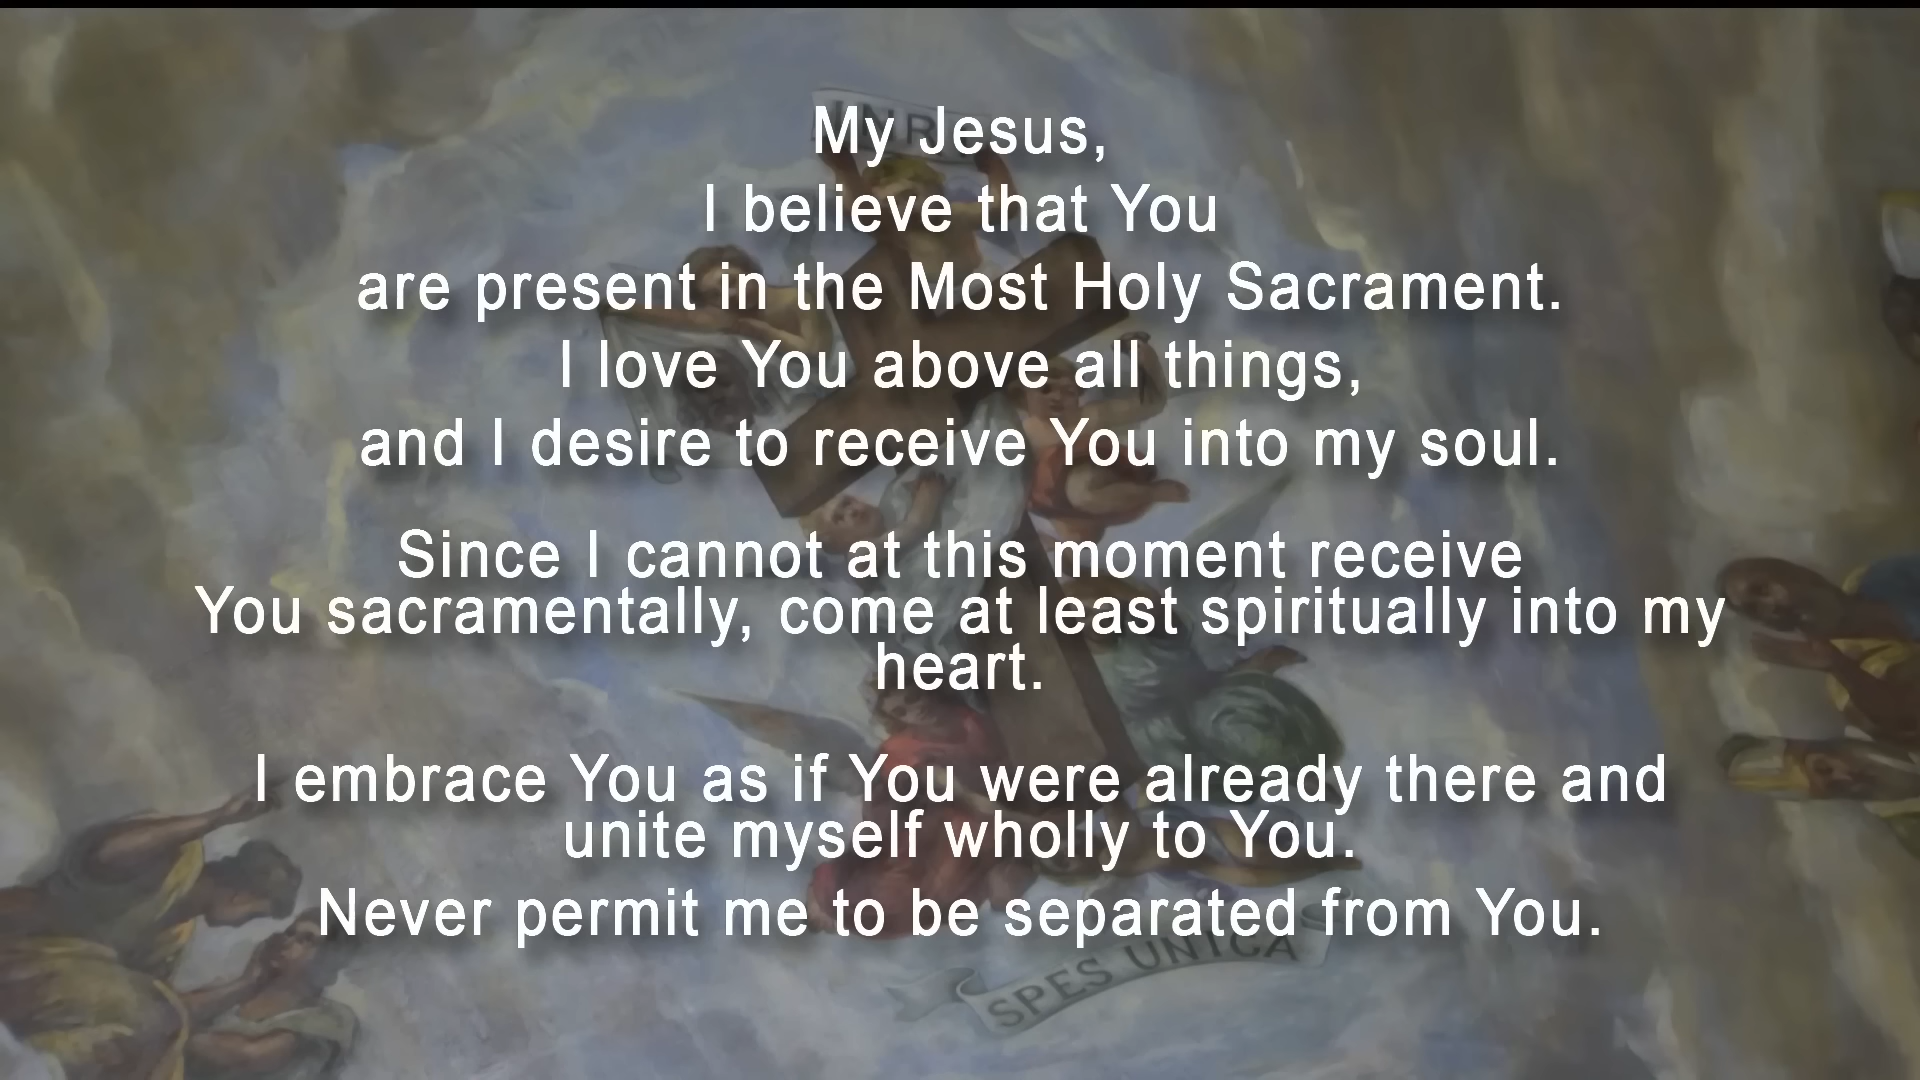 INRI
My Jesus,
I believe that You
are present in the Most Holy Sacrament.
I love You above all things,
and I desire to receive You into my soul.
Since I cannot at this moment receive
You sacramentally, come at least spiritually into my
heart.
I embrace You as if You were already there and
unite myself wholly to You.
Never permit me to be separated from You.
SPES UNICA